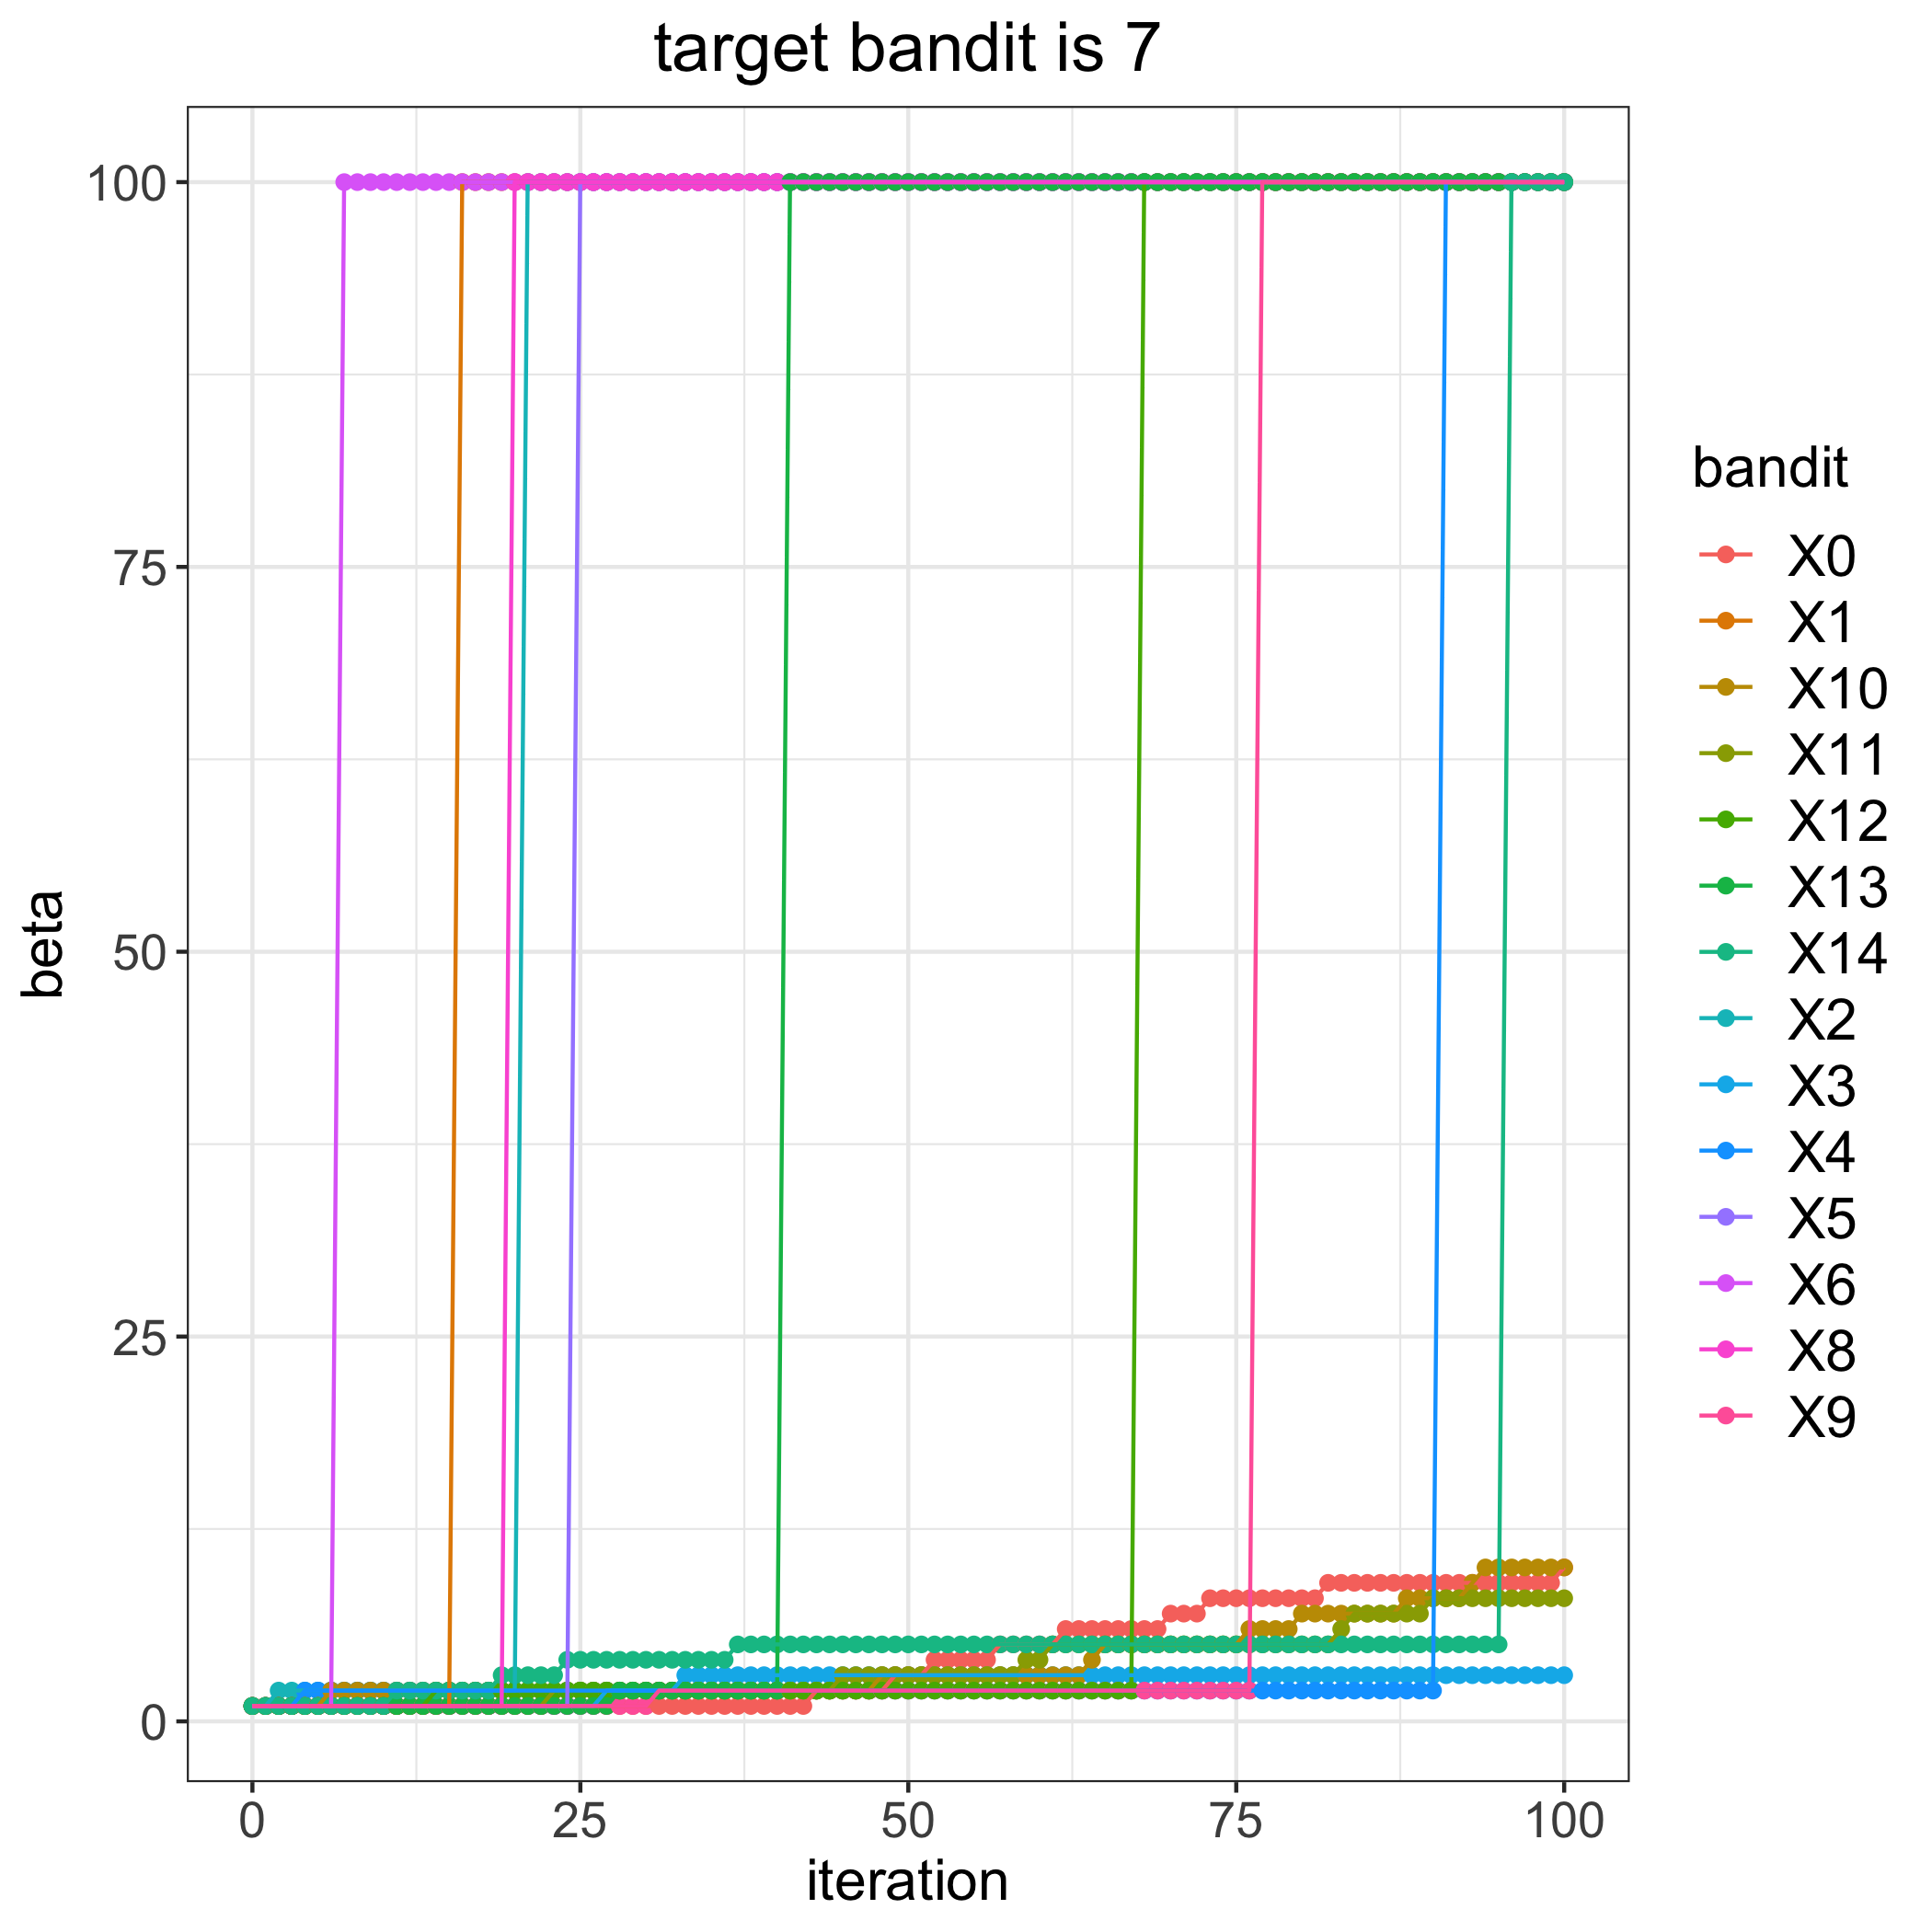 target bandit is 7
100
75
50
25
0
beta
0 25 50 75 100
iteration
bandit
X0
X1
X10
X11
X12
X13
X14
X2
X3
X4
X5
X6
X8
X9